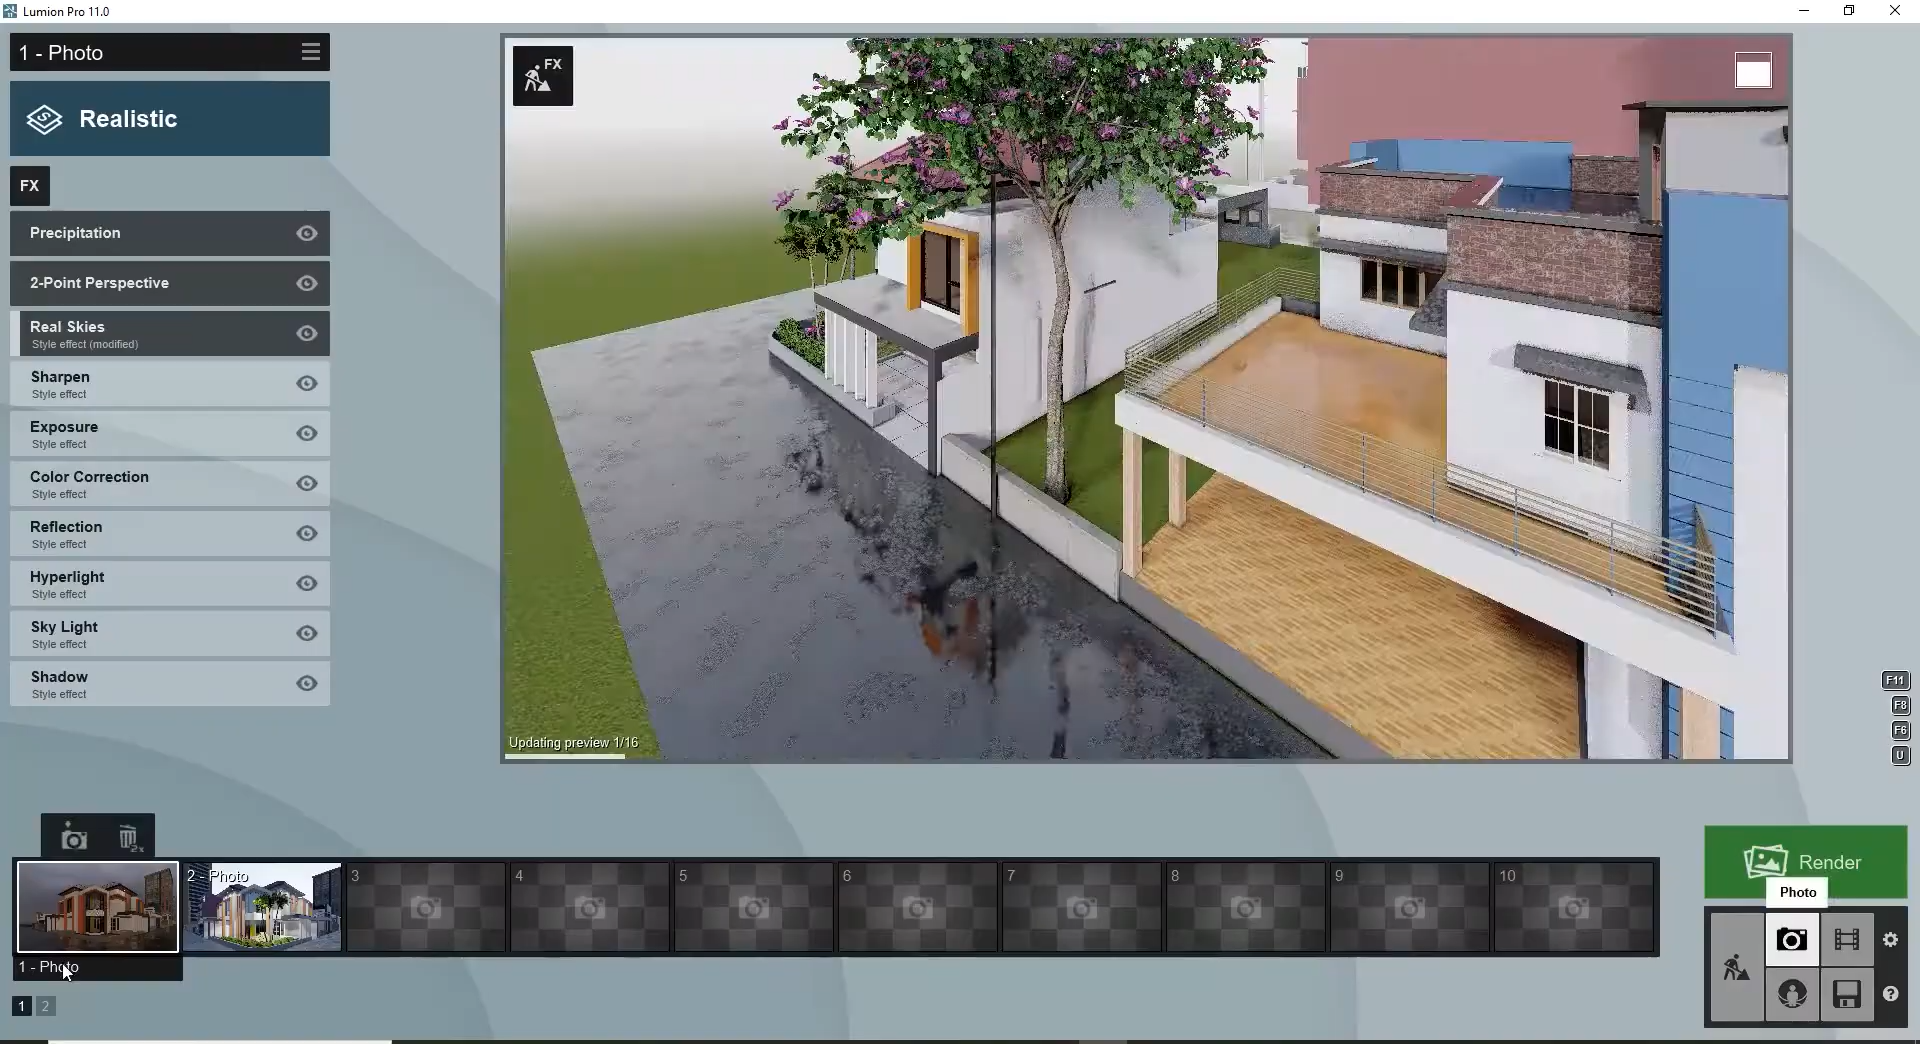 Lumion Pro 11.0
1 - Photo
Realistic
FX
Precipitation
2-Point Perspective
Real Skies
Style effect (modified)
Sharpen
Style effect
Exposure
Style effect
Color Correction
Style effect
Reflection
Style effect
Hyperlight
Style effect
Sky Light
Style effect
Shadow
Style effect
FX
Updating preview 1/16
F11
F8
F6
U
2x
2 - Photo
3
4
5
6
7
8
9
10
1 - Photo
1
2
Render
Photo
?